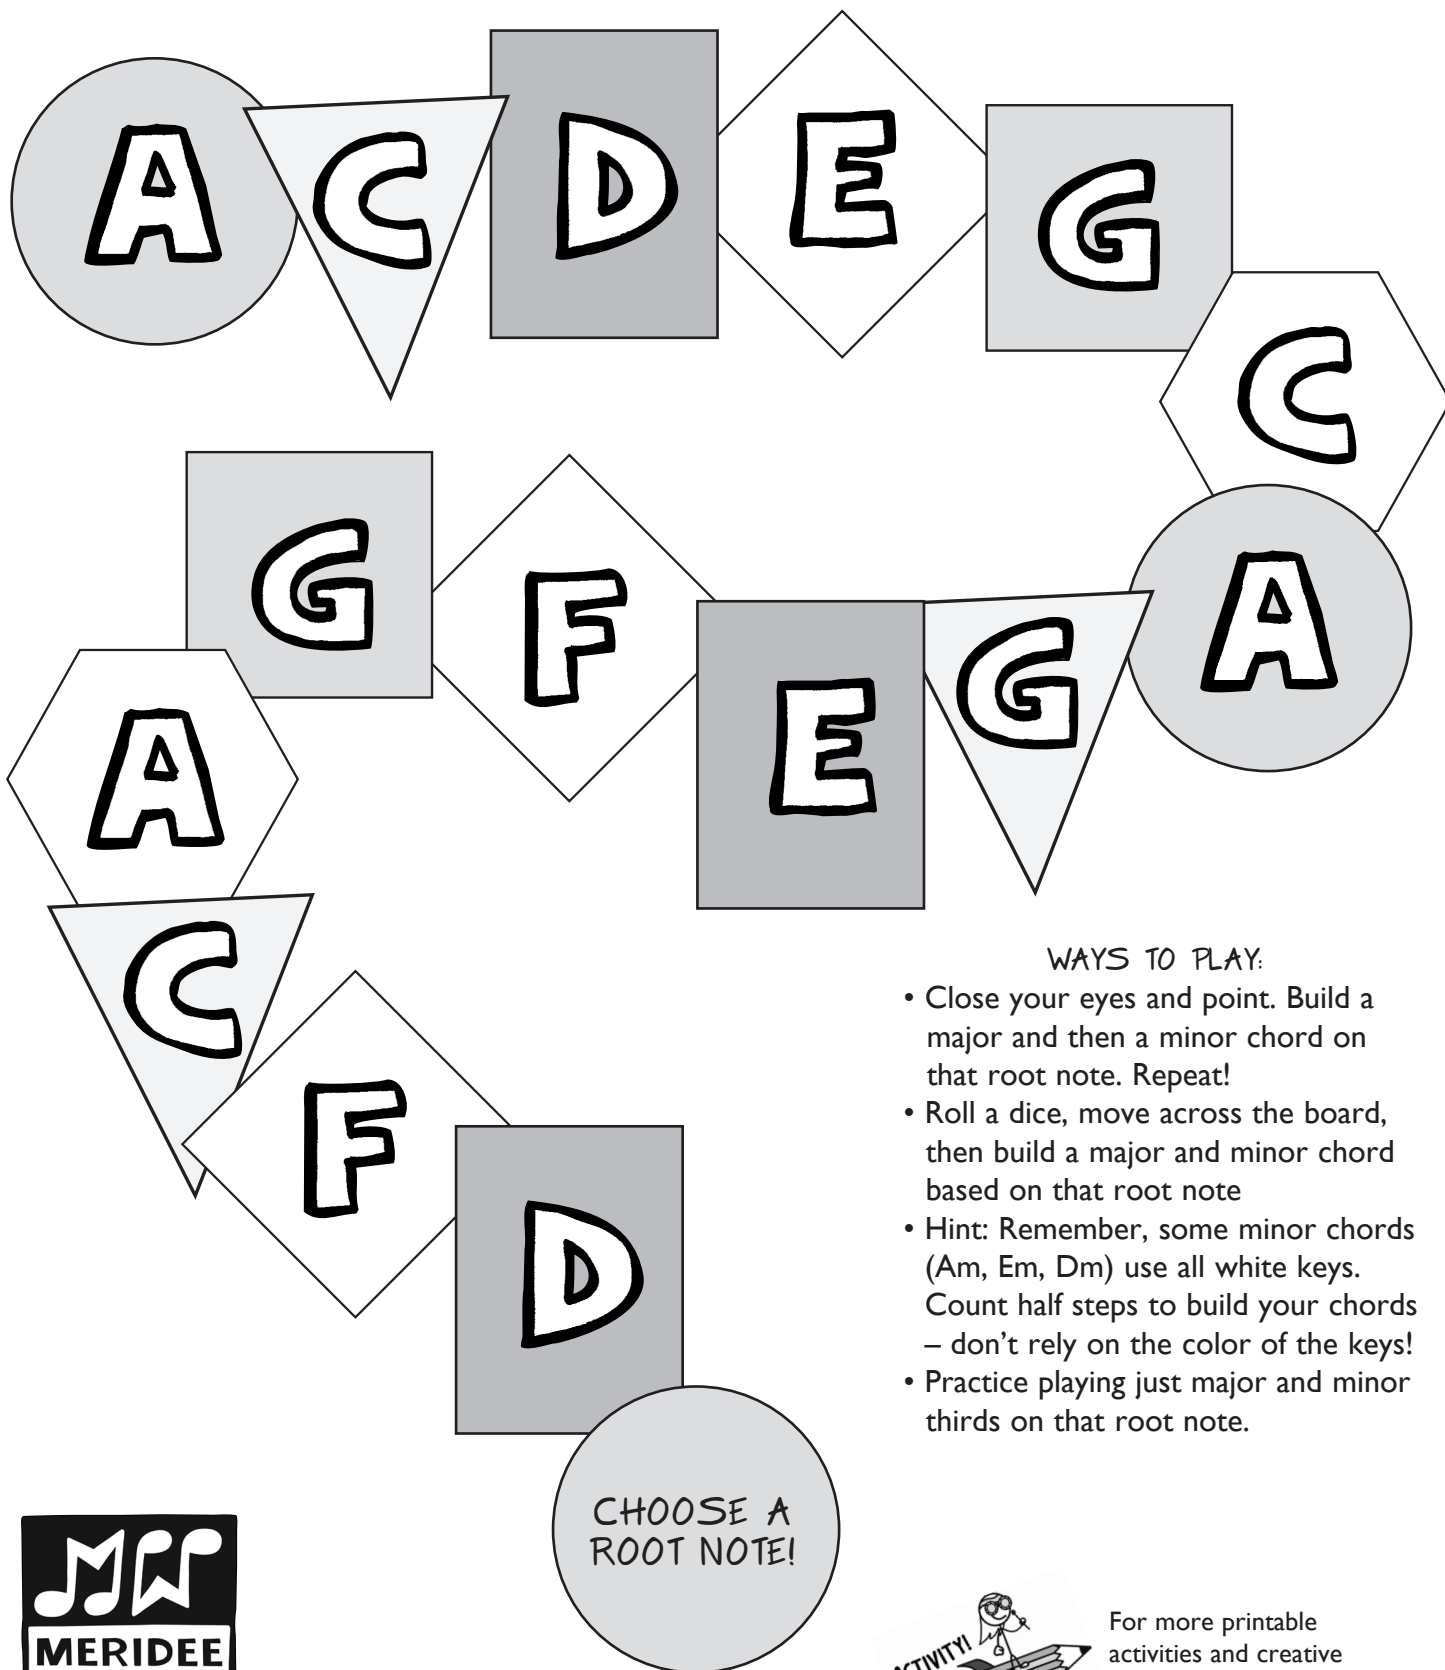 A C D E G
C
A
G E F G
A
C
F
D
CHOOSE A
ROOT NOTE!
WAYS TO PLAY:
• Close your eyes and point. Build a
major and then a minor chord on
that root note. Repeat!
• Roll a dice, move across the board,
then build a major and minor chord
based on that root note
• Hint: Remember, some minor chords
(Am, Em, Dm) use all white keys.
Count half steps to build your chords
– don’t rely on the color of the keys!
• Practice playing just major and minor
thirds on that root note.
MW
MERIDEE
ACTIVITY!
For more printable
activities and creative